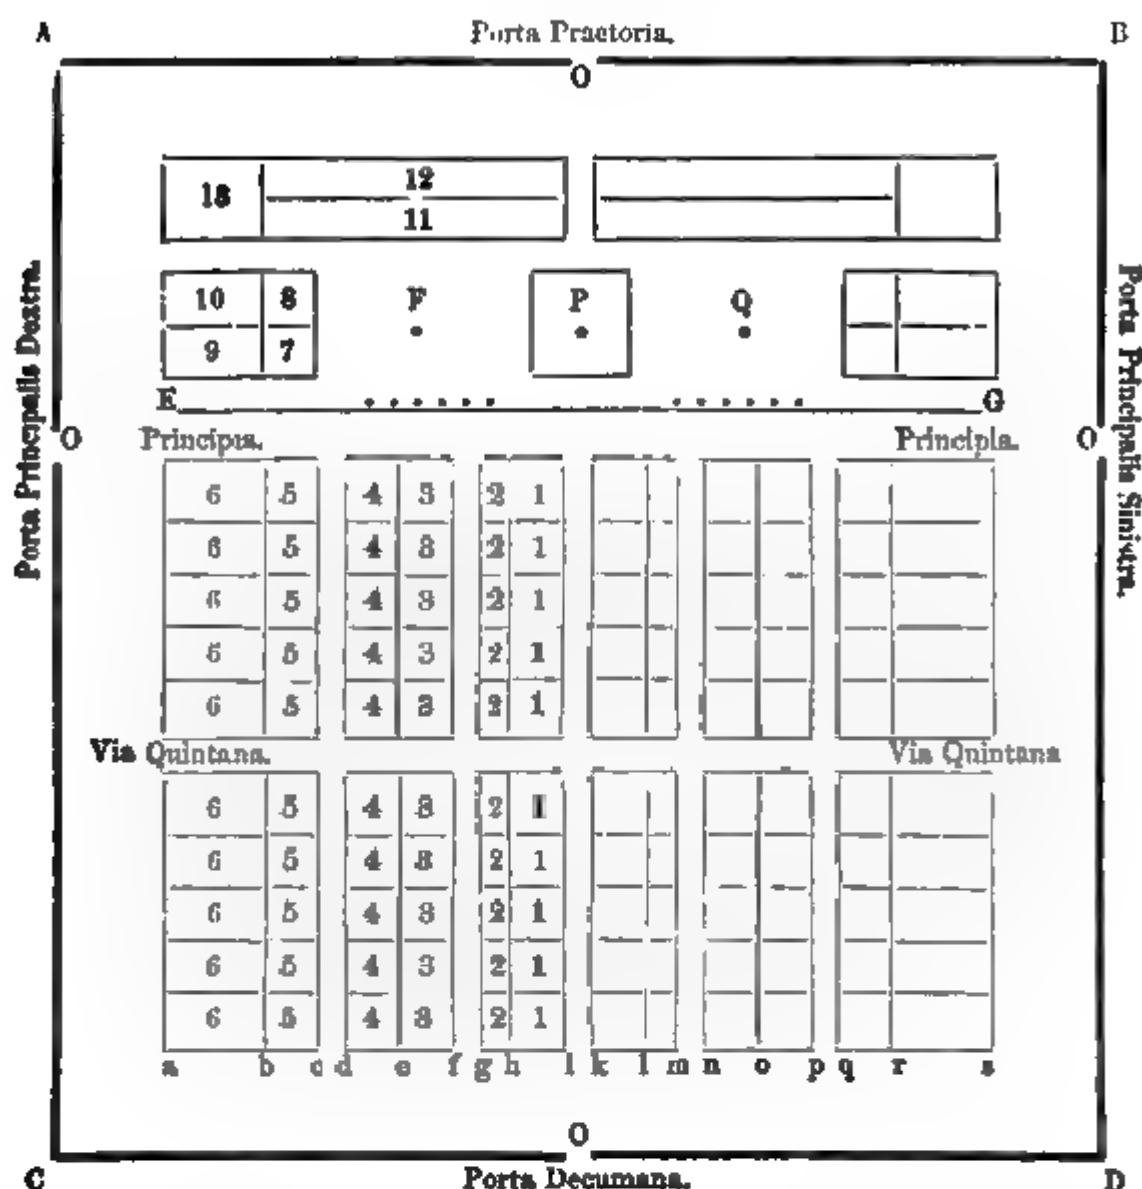 A Porta Praetoria. B
O
13 12
11
10 8 F P Q
9 7
E G
Porta Principalis Dextra.
Porta Principalis Sinistra.
O Principia. Principia. O
6 5 4 3 2 1
6 5 4 3 2 1
6 5 4 3 2 1
6 5 4 3 2 1
6 5 4 3 2 1
Via Quintana. Via Quintana
6 5 4 3 2 1
6 5 4 3 2 1
6 5 4 3 2 1
6 5 4 3 2 1
6 5 4 3 2 1
a b c d e f g h i k l m n o p q r s
O
C Porta Decumana. D